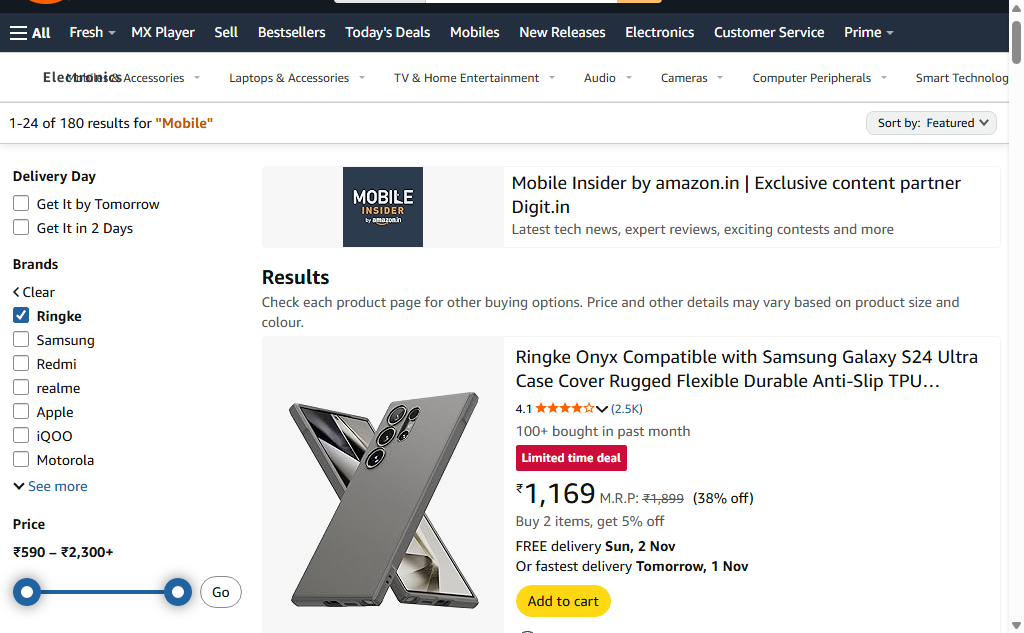 All Fresh MX Player Sell Bestsellers Today's Deals Mobiles New Releases Electronics Customer Service Prime
Electronics Mobiles & Accessories Laptops & Accessories TV & Home Entertainment Audio Cameras Computer Peripherals Smart Technolog
1-24 of 180 results for "Mobile"
Sort by: Featured
Delivery Day
Get It by Tomorrow
Get It in 2 Days
Brands
Clear
Ringke
Samsung
Redmi
realme
Apple
iQOO
Motorola
See more
Price
₹590 – ₹2,300+
Go
MOBILE
INSIDER
by amazon.in
Mobile Insider by amazon.in | Exclusive content partner
Digit.in
Latest tech news, expert reviews, exciting contests and more
Results
Check each product page for other buying options. Price and other details may vary based on product size and
colour.
Ringke Onyx Compatible with Samsung Galaxy S24 Ultra
Case Cover Rugged Flexible Durable Anti-Slip TPU…
4.1 (2.5K)
100+ bought in past month
Limited time deal
₹1,169 M.R.P: ₹1,899 (38% off)
Buy 2 items, get 5% off
FREE delivery Sun, 2 Nov
Or fastest delivery Tomorrow, 1 Nov
Add to cart